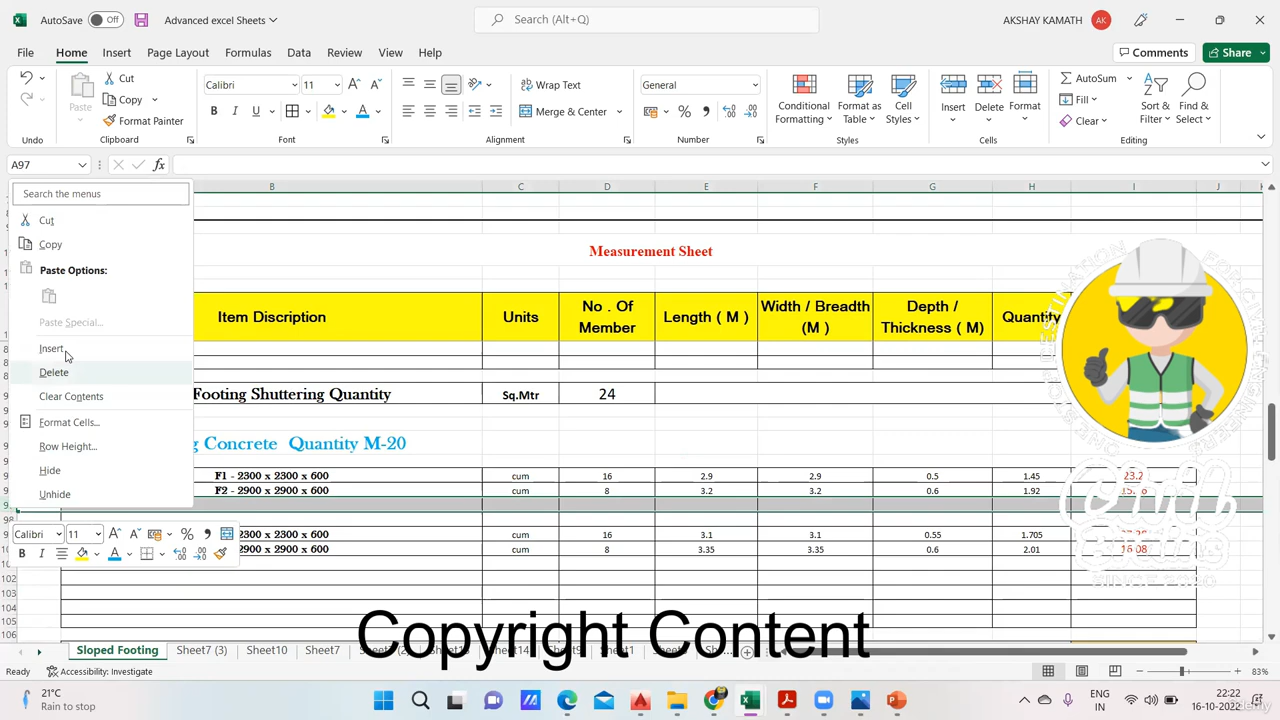 AutoSave Off Advanced excel Sheets Search (Alt+Q) AKSHAY KAMATH AK
File Home Insert Page Layout Formulas Data Review View Help Comments Share
Cut Calibri 11 Wrap Text General AutoSum
Paste Copy Merge & Center Conditional Formatting Format as Table Cell Styles Insert Delete Format Fill Sort & Filter Find & Select
Format Painter Clear
Undo Clipboard Font Alignment Number Styles Cells Editing
A97 fx
Search the menus B C D E F G H I J
Cut
Copy
Paste Options:
Paste Special...
Insert
Delete
Clear Contents
Format Cells...
Row Height...
Hide
Unhide
Calibri 11
Measurement Sheet
Item Discription Units No . Of Member Length ( M ) Width / Breadth (M ) Depth / Thickness ( M) Quantity
Footing Shuttering Quantity Sq.Mtr 24
Concrete Quantity M-20
F1 - 2300 x 2300 x 600 cum 16 2.9 2.9 0.5 1.45 23.2
F2 - 2900 x 2900 x 600 cum 8 3.2 3.2 0.6 1.92
2300 x 2300 x 600 cum 16 3.1 3.1 0.55 1.705
2900 x 2900 x 600 cum 8 3.35 3.35 0.6 2.01 16.08
102
103
104
105
106
DESTINATION FOR CIVIL ENGINEERS
Civil
SINCE 2020
Copyright Content
Sloped Footing Sheet7 (3) Sheet10 Sheet7 Sheet1
Ready Accessibility: Investigate 83%
21°C
Rain to stop
ENG
IN
22:22
16-10-2022